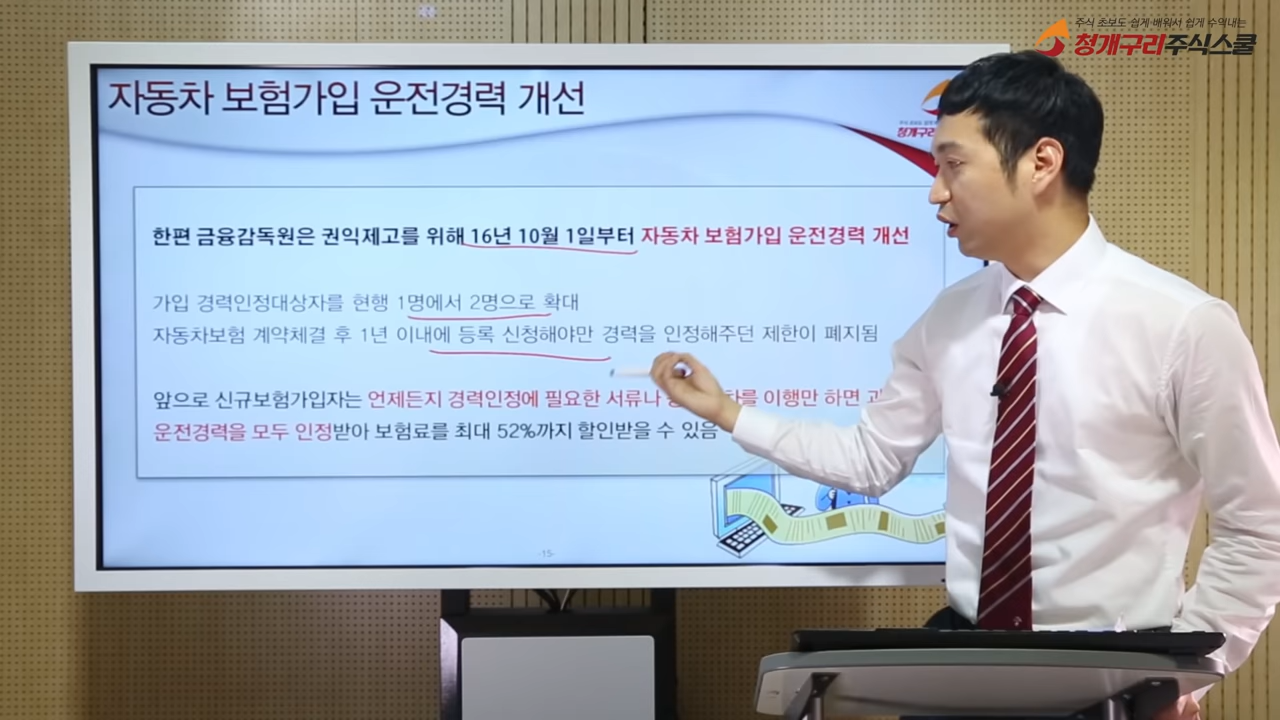 주식 초보도 쉽게 배워서 쉽게 수익내는
청개구리주식스쿨
자동차 보험가입 운전경력 개선
청개구리
한편 금융감독원은 권익제고를 위해 16년 10월 1일부터 자동차 보험가입 운전경력 개선
가입 경력인정대상자를 현행 1명에서 2명으로 확대
자동차보험 계약체결 후 1년 이내에 등록 신청해야만 경력을 인정해주던 제한이 폐지됨
앞으로 신규보험가입자는 언제든지 경력인정에 필요한 서류나 이행만 하면
운전경력을 모두 인정받아 보험료를 최대 52%까지 할인받을 수 있음
-15-